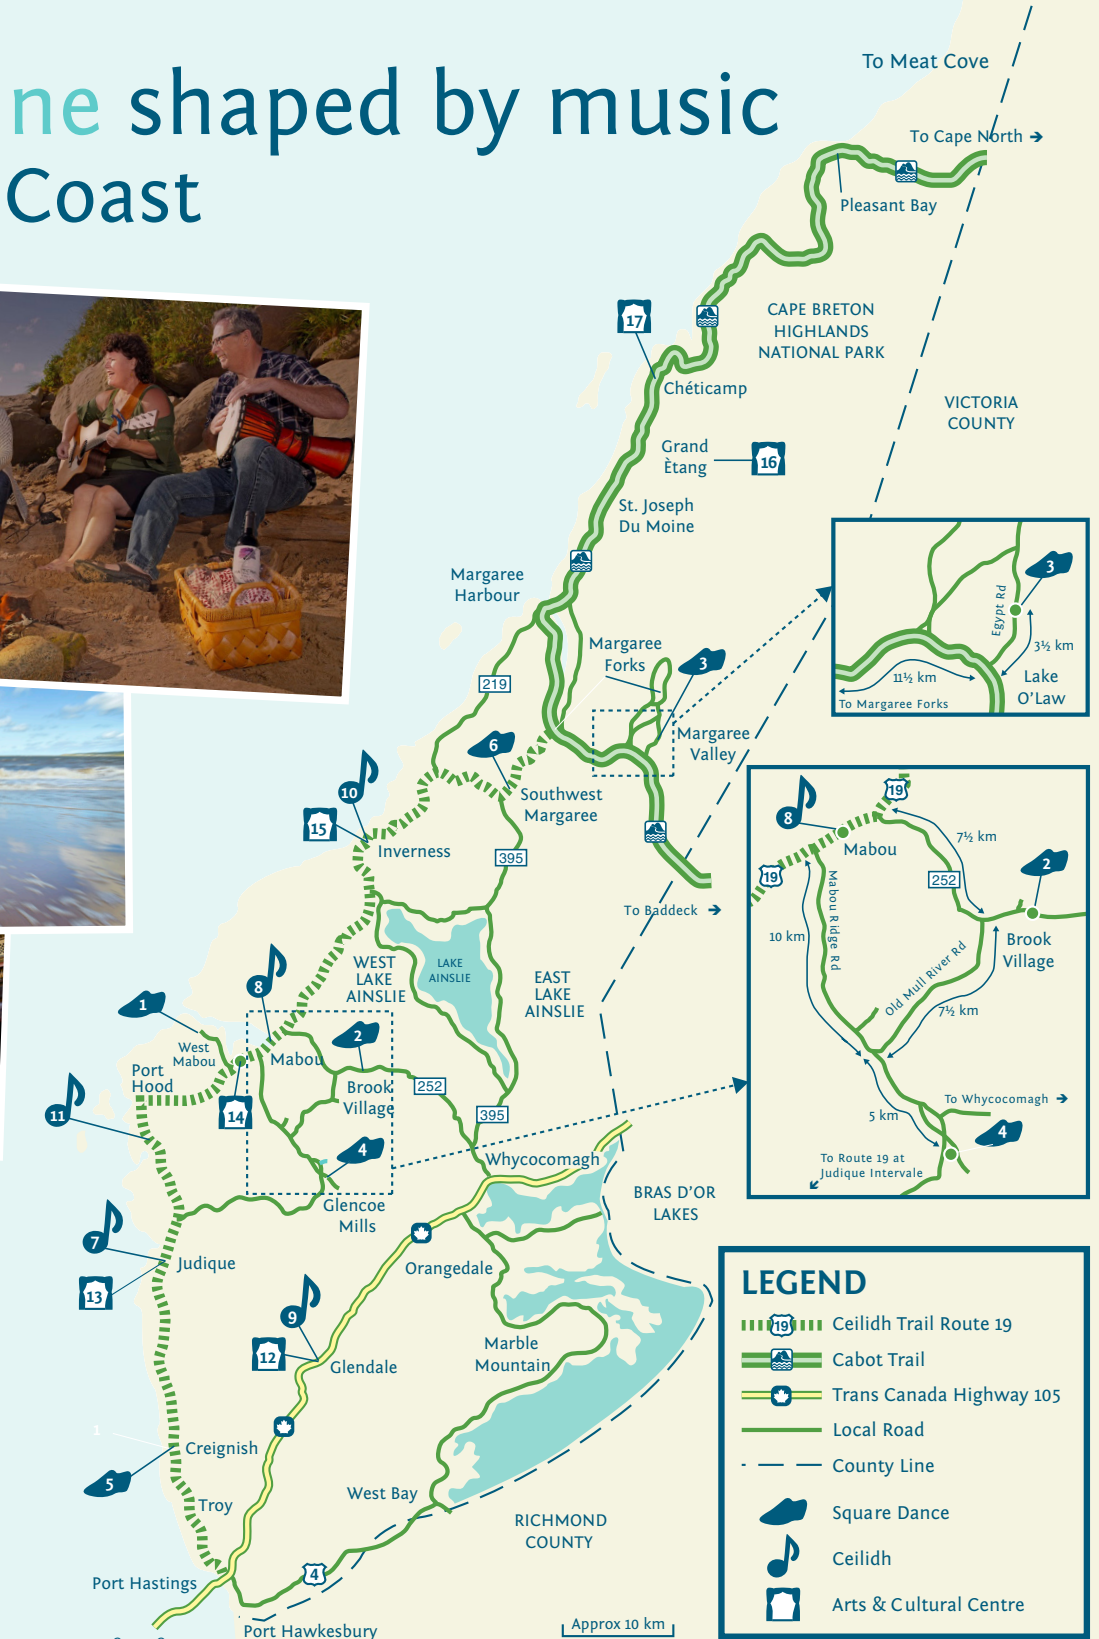 ne shaped by music
Coast
To Meat Cove
To Cape North
Pleasant Bay
CAPE BRETON
HIGHLANDS
NATIONAL PARK
17
Chéticamp
VICTORIA
COUNTY
Grand
Ètang
16
St. Joseph
Du Moine
Margaree
Harbour
Margaree
Forks
3
219
6
Margaree
Valley
Southwest
Margaree
10
15
Inverness
395
To Baddeck
3
Egypt Rd
3½ km
11½ km
Lake
O'Law
To Margaree Forks
19
8
Mabou
19
7½ km
2
252
Mabou Ridge Rd
10 km
Brook
Village
Old Mull River Rd
7½ km
5 km
To Whycocomagh
4
To Route 19 at
Judique Intervale
WEST
LAKE
AINSLIE
LAKE
AINSLIE
EAST
LAKE
AINSLIE
8
1
West
Mabou
Mabou
2
Port
Hood
Brook
Village
252
11
14
395
4
Whycocomagh
Glencoe
Mills
BRAS D'OR
LAKES
7
Judique
13
Orangedale
9
12
Glendale
Marble
Mountain
1
Creignish
5
Troy
West Bay
RICHMOND
COUNTY
Port Hastings
4
Port Hawkesbury
Approx 10 km
LEGEND
19
Ceilidh Trail Route 19
Cabot Trail
Trans Canada Highway 105
Local Road
County Line
Square Dance
Ceilidh
Arts & Cultural Centre